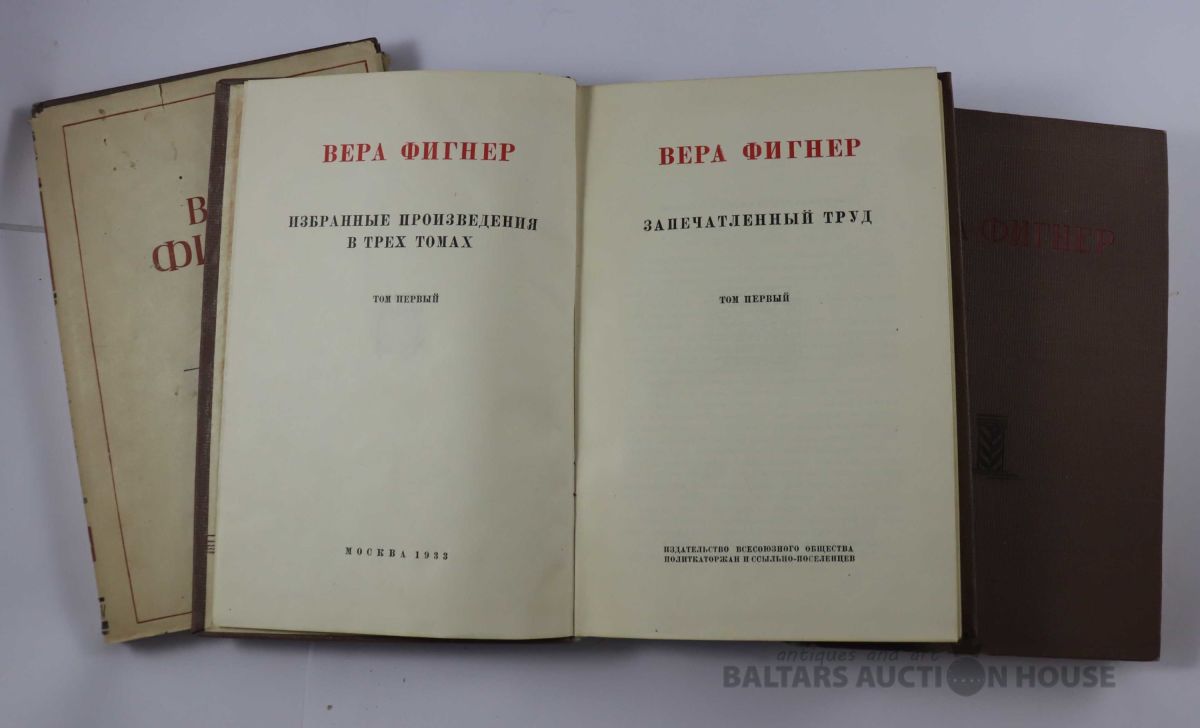 ВЕРА ФИГНЕР
ИЗБРАННЫЕ ПРОИЗВЕДЕНИЯ
В ТРЕХ ТОМАХ
ТОМ ПЕРВЫЙ
МОСКВА 1933
ВЕРА ФИГНЕР
ЗАПЕЧАТЛЕННЫЙ ТРУД
ТОМ ПЕРВЫЙ
ИЗДАТЕЛЬСТВО ВСЕСОЮЗНОГО ОБЩЕСТВА
ПОЛИТКАТОРЖАН И ССЫЛЬНО-ПОСЕЛЕНЦЕВ
ФИГНЕР
antiques and art
BALTARS AUCTION HOUSE